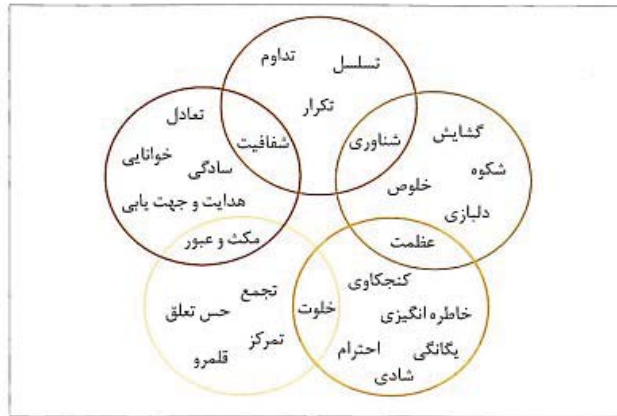 تسلسل
تداوم
تکرار
شناوری
شفافیت
گشایش
شکوه
خلوص
دلبازی
عظمت
کنجکاوی
خاطره انگیزی
یگانگی
احترام
شادی
خلوت
تجمع
حس تعلق
تمرکز
قلمرو
مکث و عبور
تعادل
خوانایی
سادگی
هدایت و جهت یابی